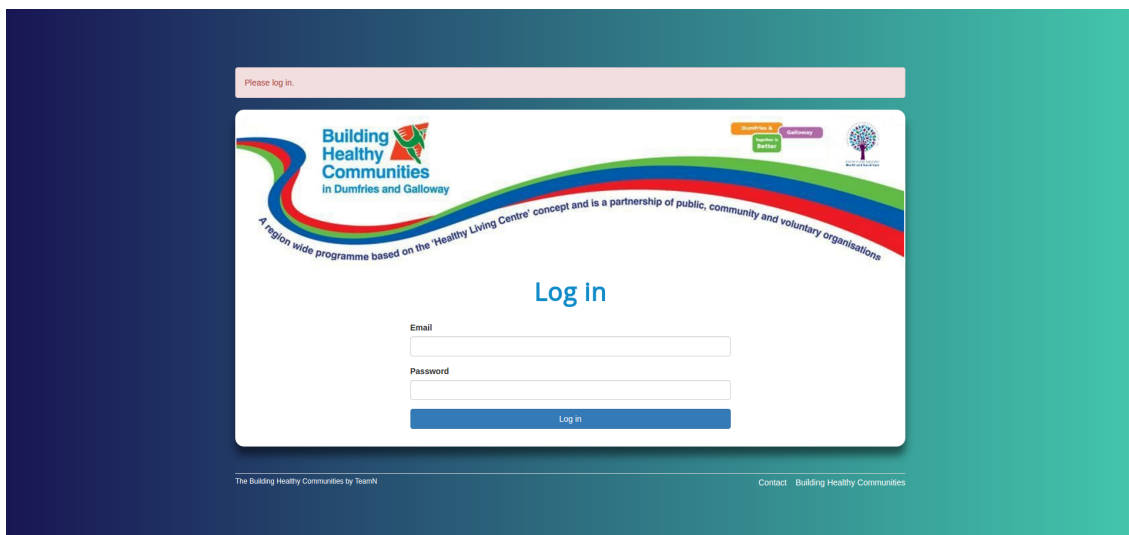 Please log in.
Building
Healthy
Communities
in Dumfries and Galloway
Dumfries &
Galloway
Together is
Better
A region wide programme based on the 'Healthy Living Centre' concept and is a partnership of public, community and voluntary organisations
Log in
Email
Password
Log in
The Building Healthy Communities by TeamN
Contact Building Healthy Communities